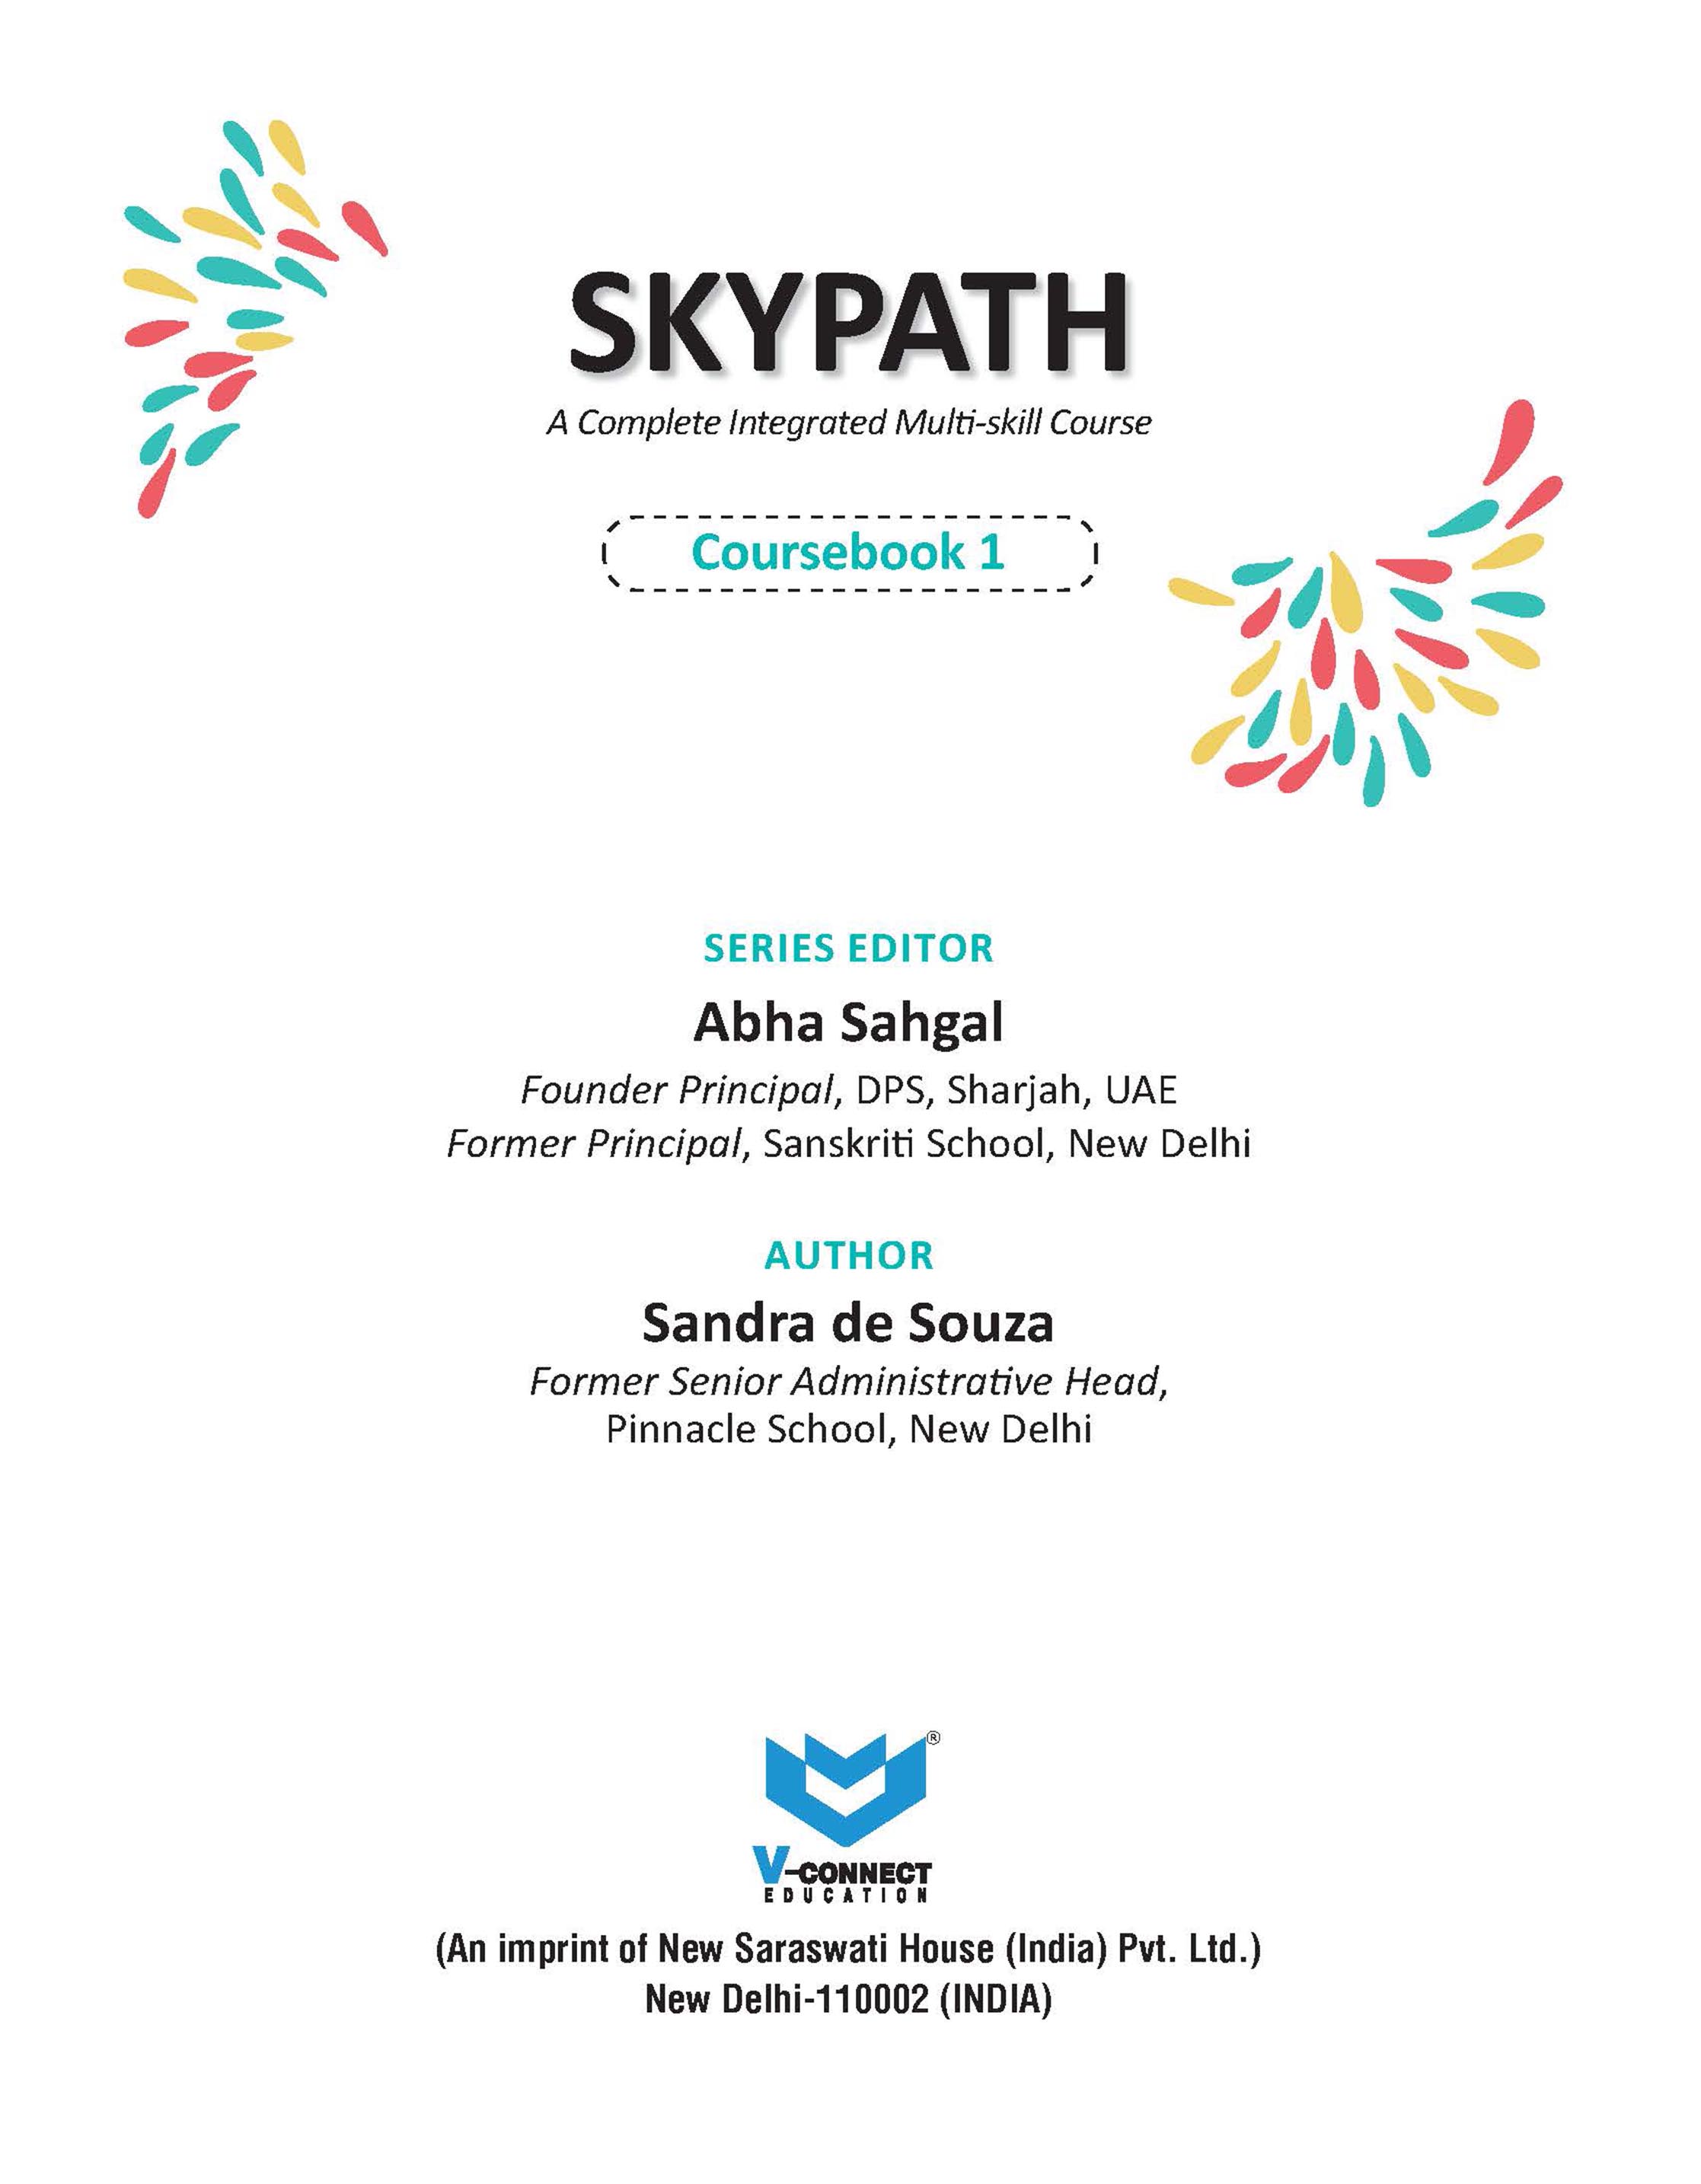 SKYPATH
A Complete Integrated Multi-skill Course
Coursebook 1
SERIES EDITOR
Abha Sahgal
Founder Principal, DPS, Sharjah, UAE
Former Principal, Sanskriti School, New Delhi
AUTHOR
Sandra de Souza
Former Senior Administrative Head,
Pinnacle School, New Delhi
®
V-CONNECT
EDUCATION
(An imprint of New Saraswati House (India) Pvt. Ltd.)
New Delhi-110002 (INDIA)